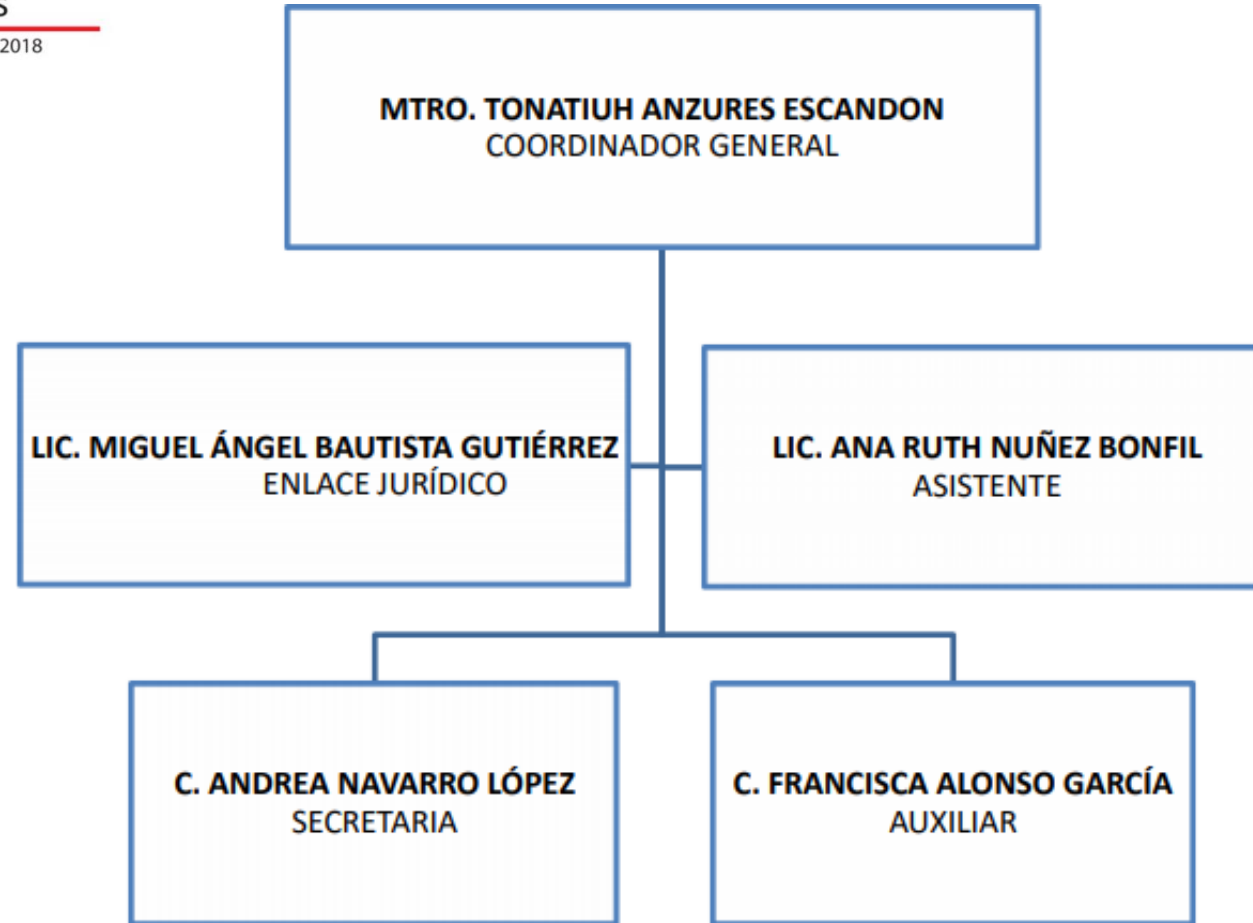 S
2018
MTRO. TONATIUH ANZURES ESCANDON
COORDINADOR GENERAL
LIC. MIGUEL ÁNGEL BAUTISTA GUTIÉRREZ
ENLACE JURÍDICO
LIC. ANA RUTH NUÑEZ BONFIL
ASISTENTE
C. ANDREA NAVARRO LÓPEZ
SECRETARIA
C. FRANCISCA ALONSO GARCÍA
AUXILIAR